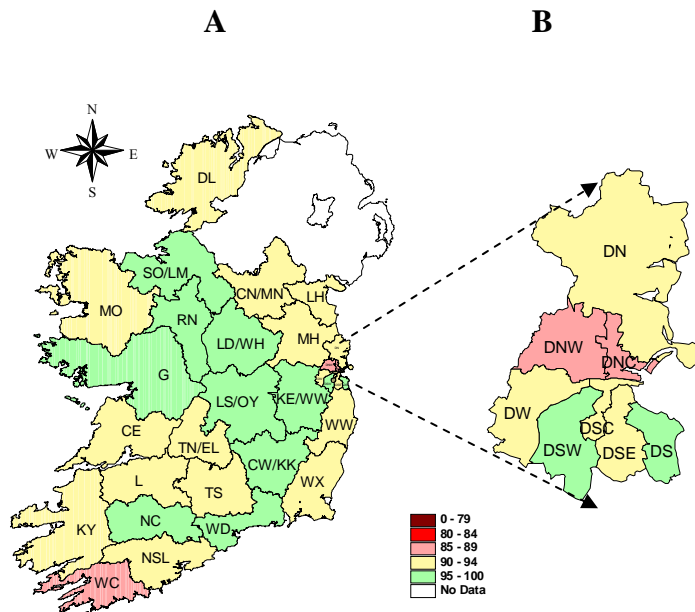 A B
N
W E
S
DL
SO/LM
CN/MN
LH
MO
RN
LD/WH
MH
G
LS/OY
KE/WW
WW
CE
TN/EL
CW/KK
L
TS
WX
KY
NC
WD
NSL
WC
DN
DNW
DNC
DW
DSC
DSW
DSE
DS
0 - 79
80 - 84
85 - 89
90 - 94
95 - 100
No Data